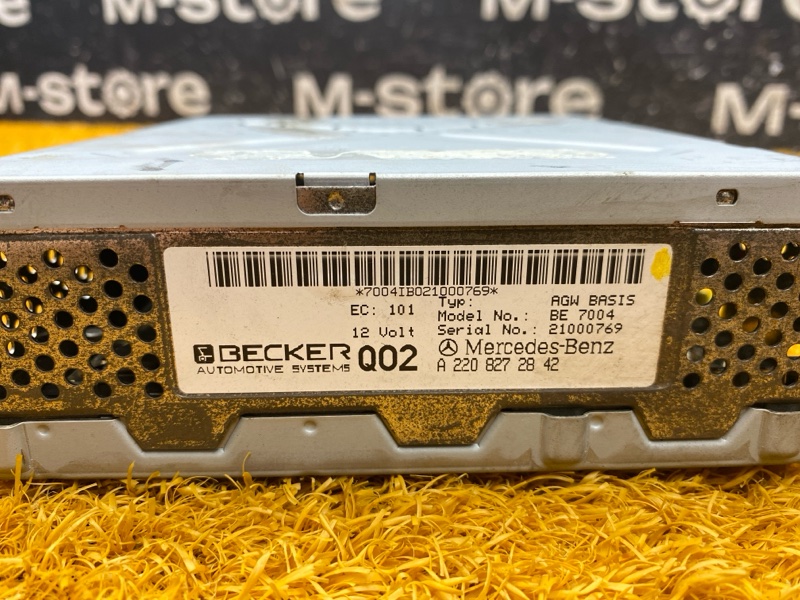 M-store
M-store
M-store
M-store
M-store
*7004IB021000769*
EC: 101
12 Volt
Typ: AGW BASIS
Model No.: BE 7004
Serial No.: 21000769
BECKER
AUTOMOTIVE SYSTEMS
Q02
Mercedes-Benz
A 220 827 28 42